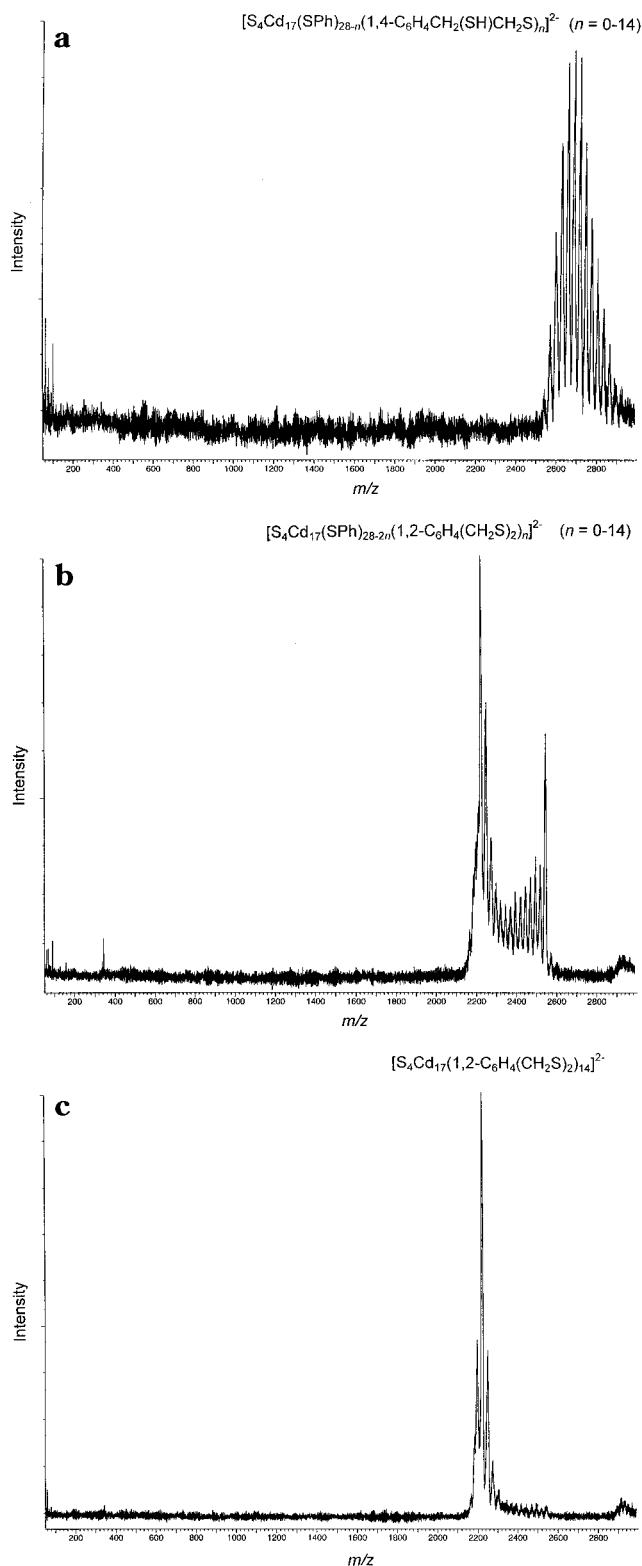 [S₄Cd₁₇(SPh)₂₈₋ₙ(1,4-C₆H₄CH₂(SH)CH₂S)ₙ]²⁻ (n = 0-14)
a
Intensity
200 400 600 800 1000 1200 1400 1600 1800 2000 2200 2400 2600 2800
m/z
[S₄Cd₁₇(SPh)₂₈₋₂ₙ(1,2-C₆H₄(CH₂S)₂)ₙ]²⁻ (n = 0-14)
b
Intensity
200 400 600 800 1000 1200 1400 1600 1800 2000 2200 2400 2600 2800
m/z
[S₄Cd₁₇(1,2-C₆H₄(CH₂S)₂)₁₄]²⁻
c
Intensity
200 400 600 800 1000 1200 1400 1600 1800 2000 2200 2400 2600 2800
m/z